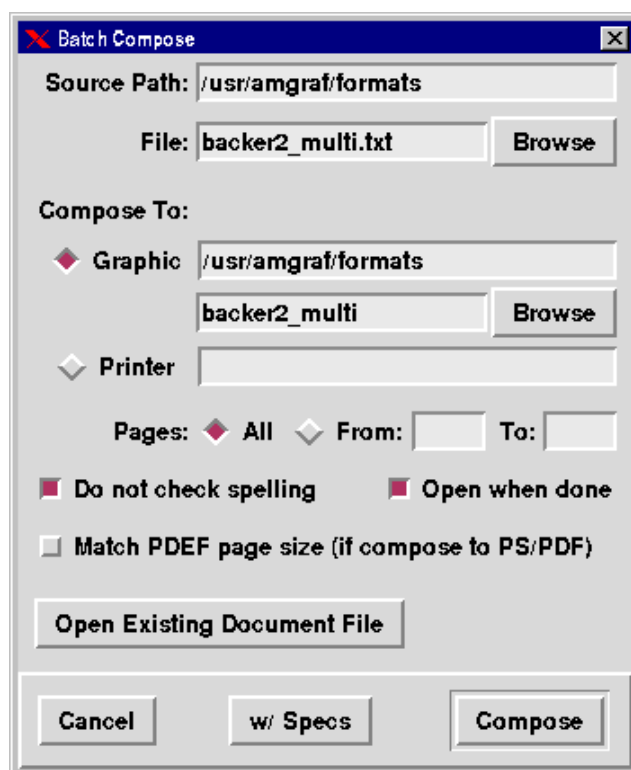 Batch Compose
Source Path: /usr/amgraf/formats
File: backer2_multi.txt Browse
Compose To:
Graphic /usr/amgraf/formats
backer2_multi Browse
Printer
Pages: All From: To:
Do not check spelling Open when done
Match PDEF page size (if compose to PS/PDF)
Open Existing Document File
Cancel w/ Specs Compose